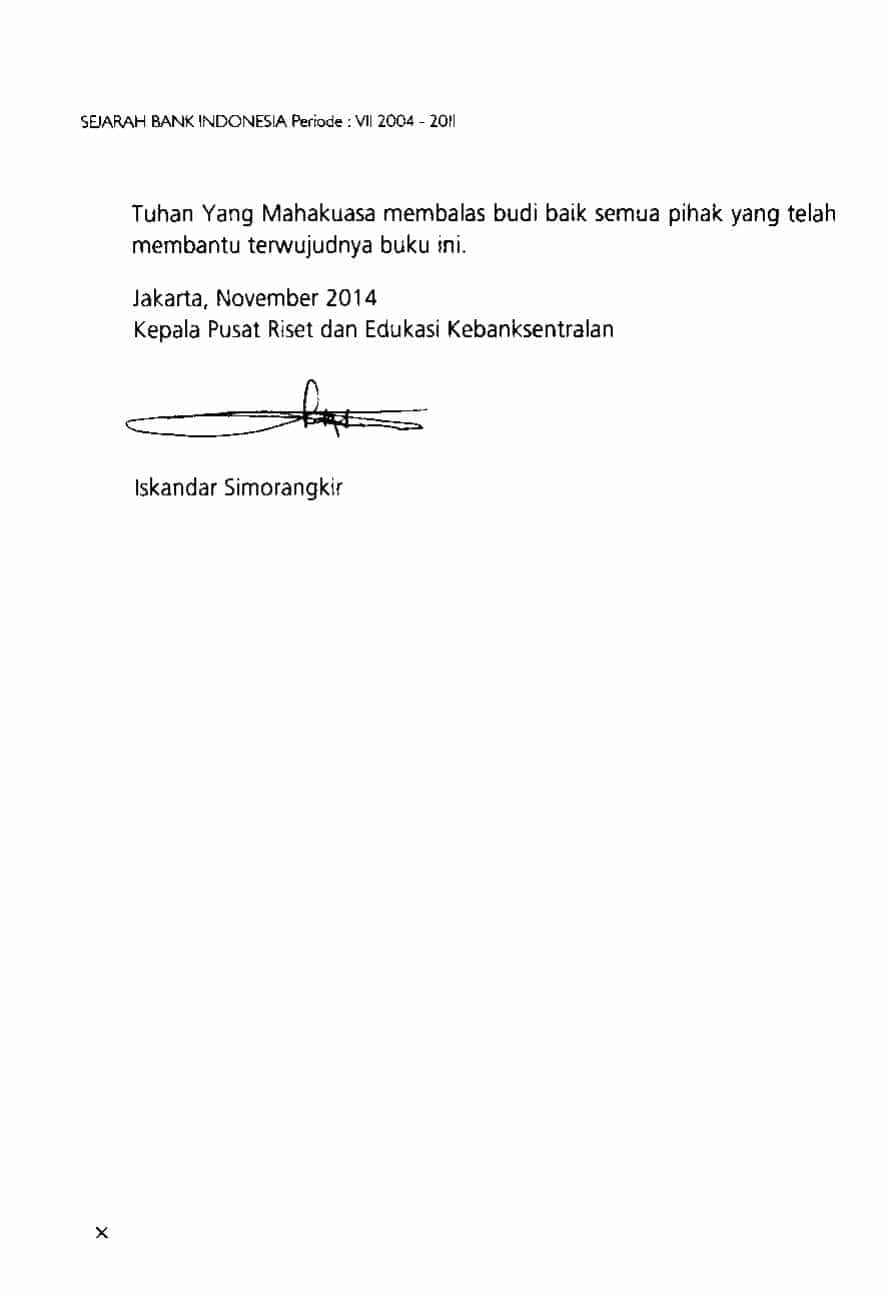 SEJARAH BANK INDONESIA Periode : VII 2004 - 2011
Tuhan Yang Mahakuasa membalas budi baik semua pihak yang telah
membantu terwujudnya buku ini.
Jakarta, November 2014
Kepala Pusat Riset dan Edukasi Kebanksentralan
Iskandar Simorangkir
x